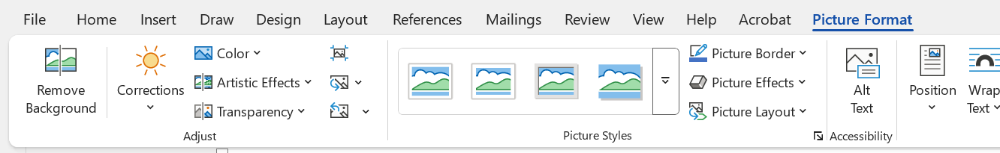 File Home Insert Draw Design Layout References Mailings Review View Help Acrobat Picture Format
Remove
Background
Corrections
Color
Artistic Effects
Transparency
Adjust
Picture Styles
Picture Border
Picture Effects
Picture Layout
Alt
Text
Accessibility
Position
Wrap
Text